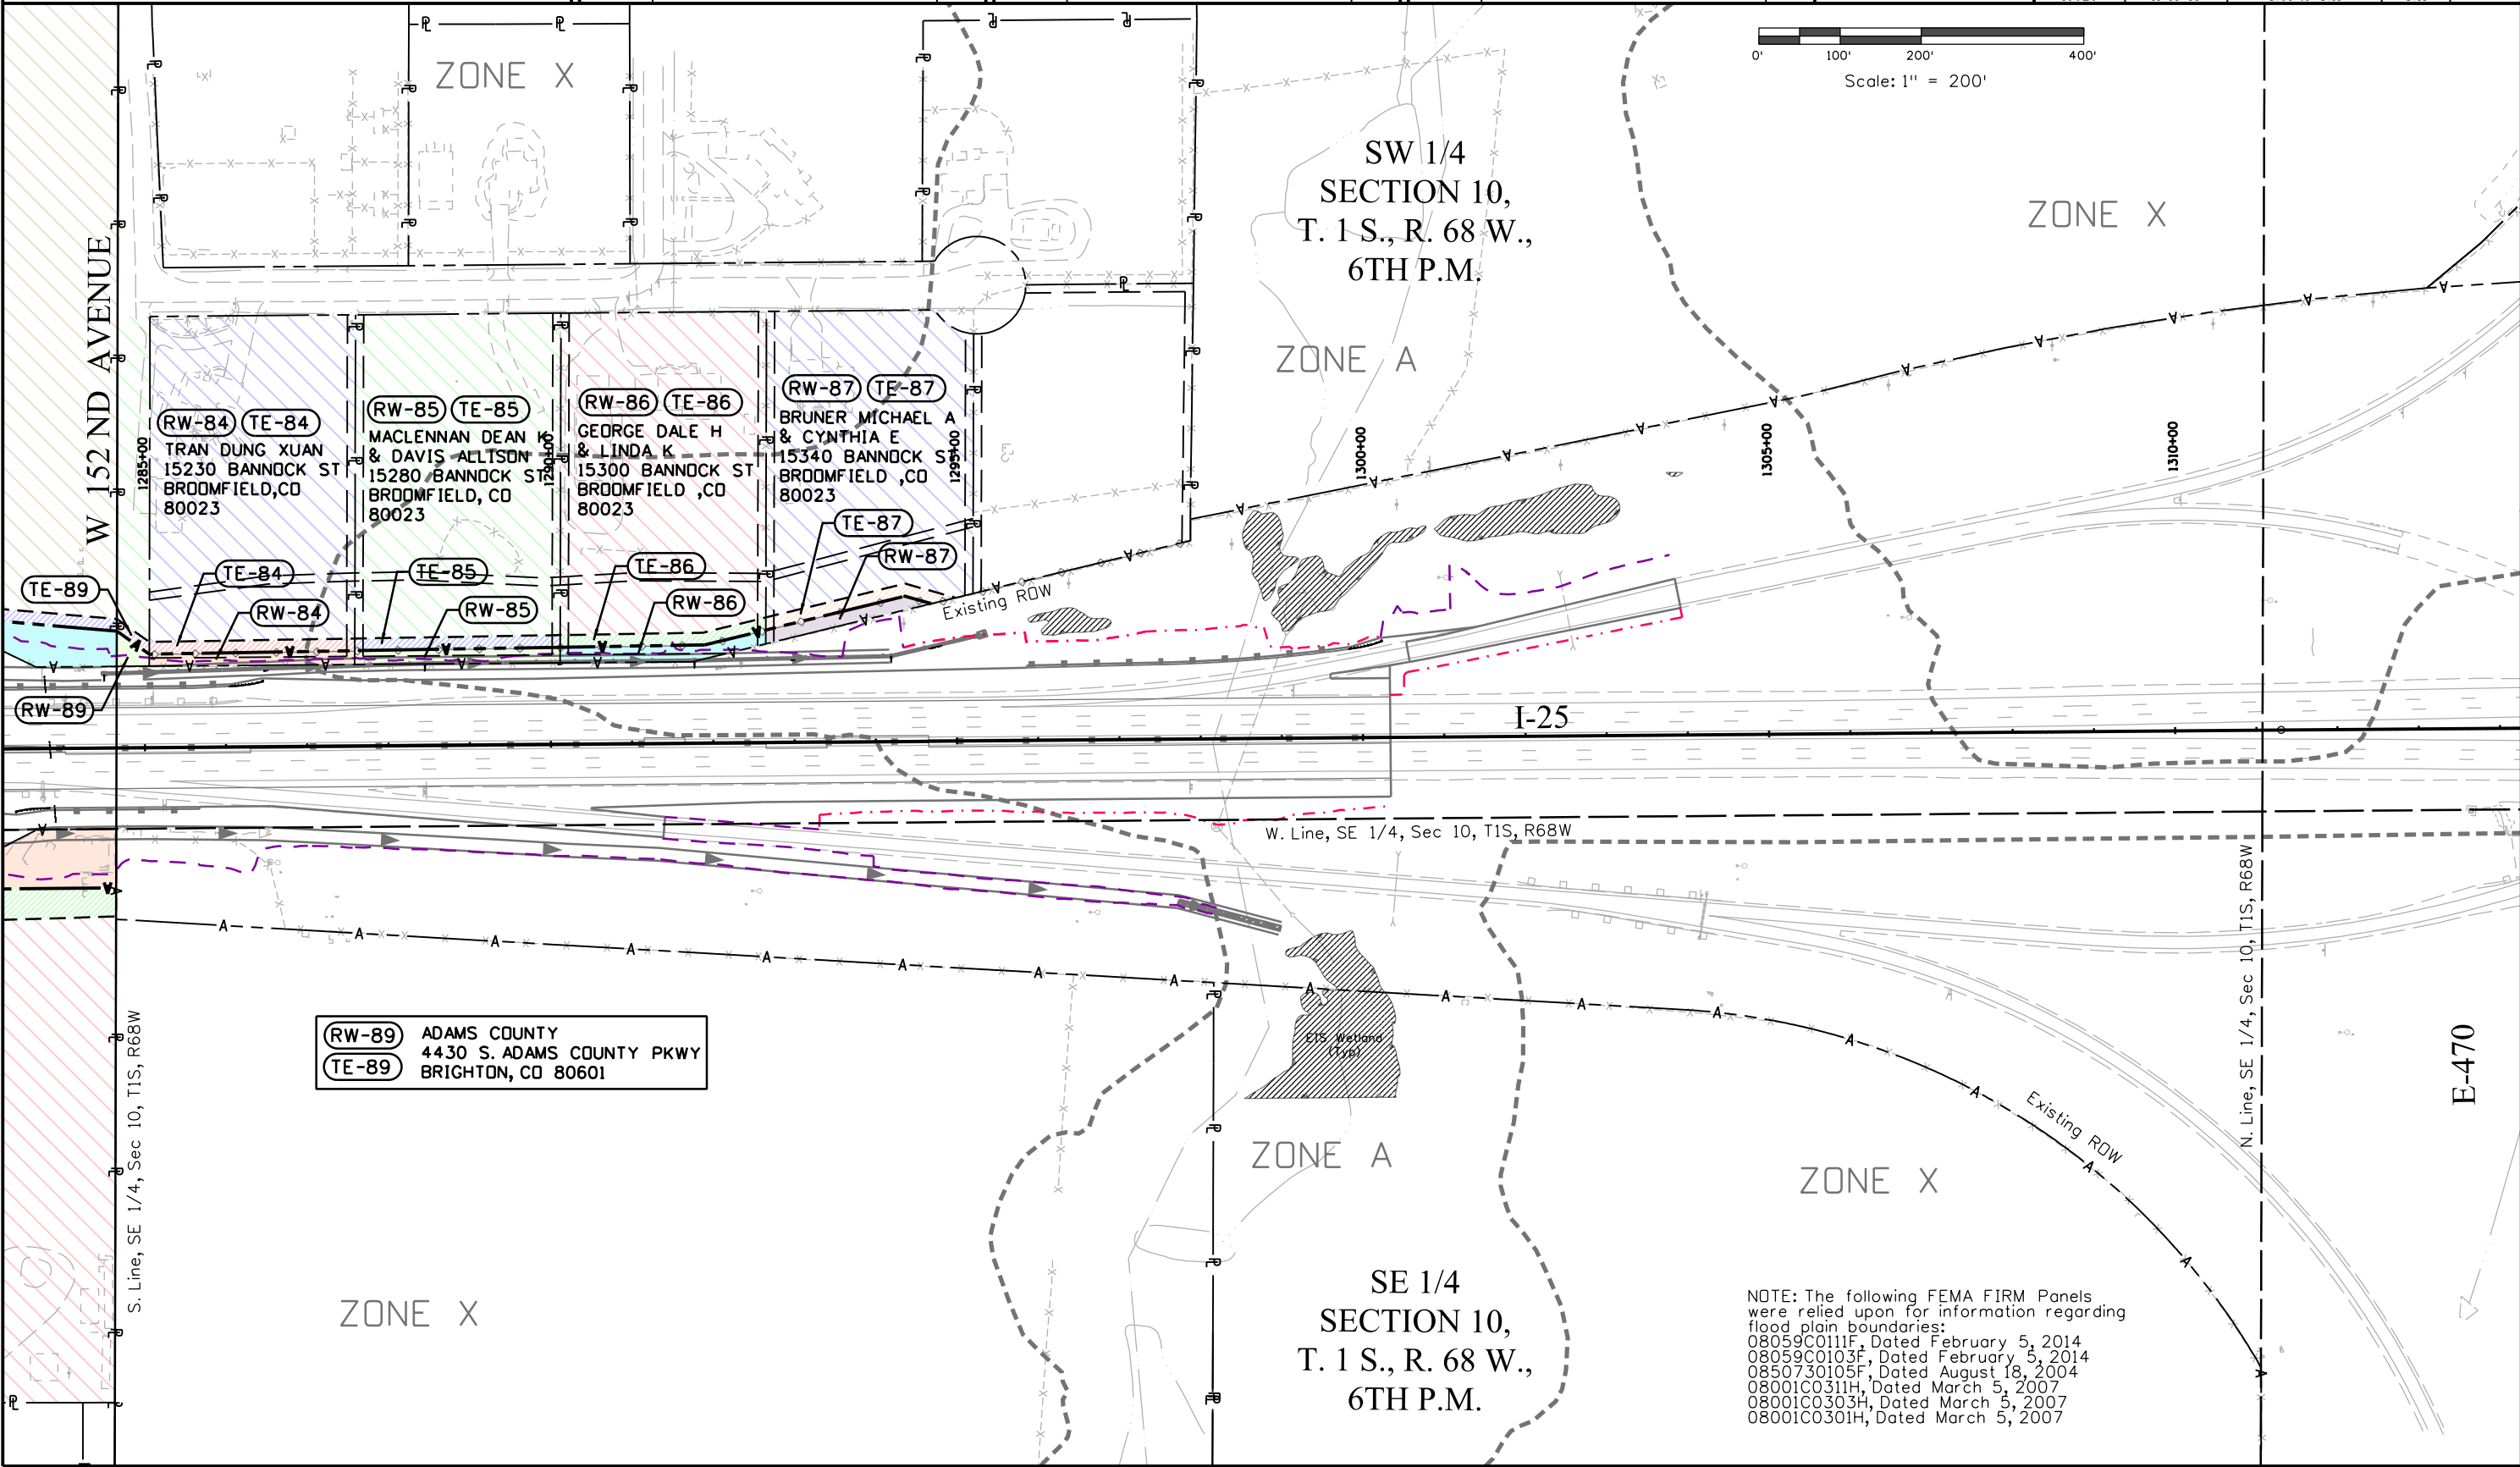 0' 100' 200' 400'
Scale: 1" = 200'
ZONE X
SW 1/4
SECTION 10,
T. 1 S., R. 68 W.,
6TH P.M.
ZONE X
ZONE A
W 152ND AVENUE
RW-84 TE-84
TRAN DUNG XUAN
15230 BANNOCK ST
BROOMFIELD,CO
80023
RW-85 TE-85
MACLENNAN DEAN K
& DAVIS ALLISON
15280 BANNOCK ST
BROOMFIELD, CO
80023
RW-86 TE-86
GEORGE DALE H
& LINDA K
15300 BANNOCK ST
BROOMFIELD ,CO
80023
RW-87 TE-87
BRUNER MICHAEL A
& CYNTHIA E
15340 BANNOCK ST
BROOMFIELD ,CO
80023
1285+00
1290+00
1295+00
1300+00
1305+00
1310+00
TE-87
RW-87
TE-89
TE-84
RW-84
TE-85
RW-85
TE-86
RW-86
Existing ROW
RW-89
I-25
W. Line, SE 1/4, Sec 10, T1S, R68W
S. Line, SE 1/4, Sec 10, T1S, R68W
N. Line, SE 1/4, Sec 10, T1S, R68W
RW-89 ADAMS COUNTY
4430 S. ADAMS COUNTY PKWY
TE-89 BRIGHTON, CO 80601
EIS Wetland
(Typ)
Existing ROW
E-470
ZONE A
ZONE X
ZONE X
SE 1/4
SECTION 10,
T. 1 S., R. 68 W.,
6TH P.M.
NOTE: The following FEMA FIRM Panels
were relied upon for information regarding
flood plain boundaries:
08059C0111F, Dated February 5, 2014
08059C0103F, Dated February 5, 2014
0850730105F, Dated August 18, 2004
08001C0311H, Dated March 5, 2007
08001C0303H, Dated March 5, 2007
08001C0301H, Dated March 5, 2007